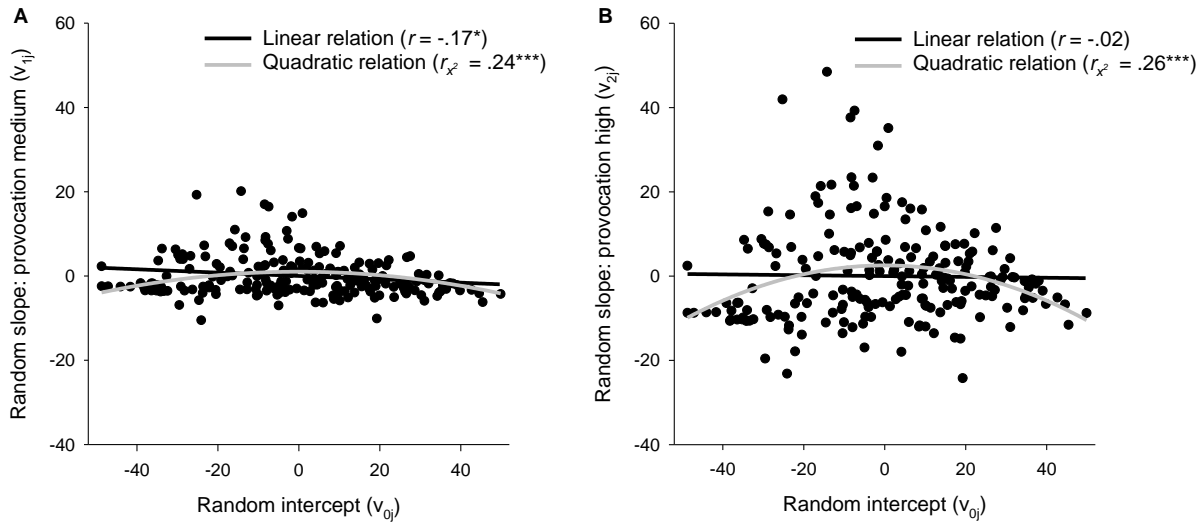 A
60
40
20
0
-20
-40
-40
-20
0
20
40
Random slope: provocation medium (v1j)
Random intercept (v0j)
Linear relation (r = -.17*)
Quadratic relation (rx² = .24***)
B
60
40
20
0
-20
-40
-40
-20
0
20
40
Random slope: provocation high (v2j)
Random intercept (v0j)
Linear relation (r = -.02)
Quadratic relation (rx² = .26***)